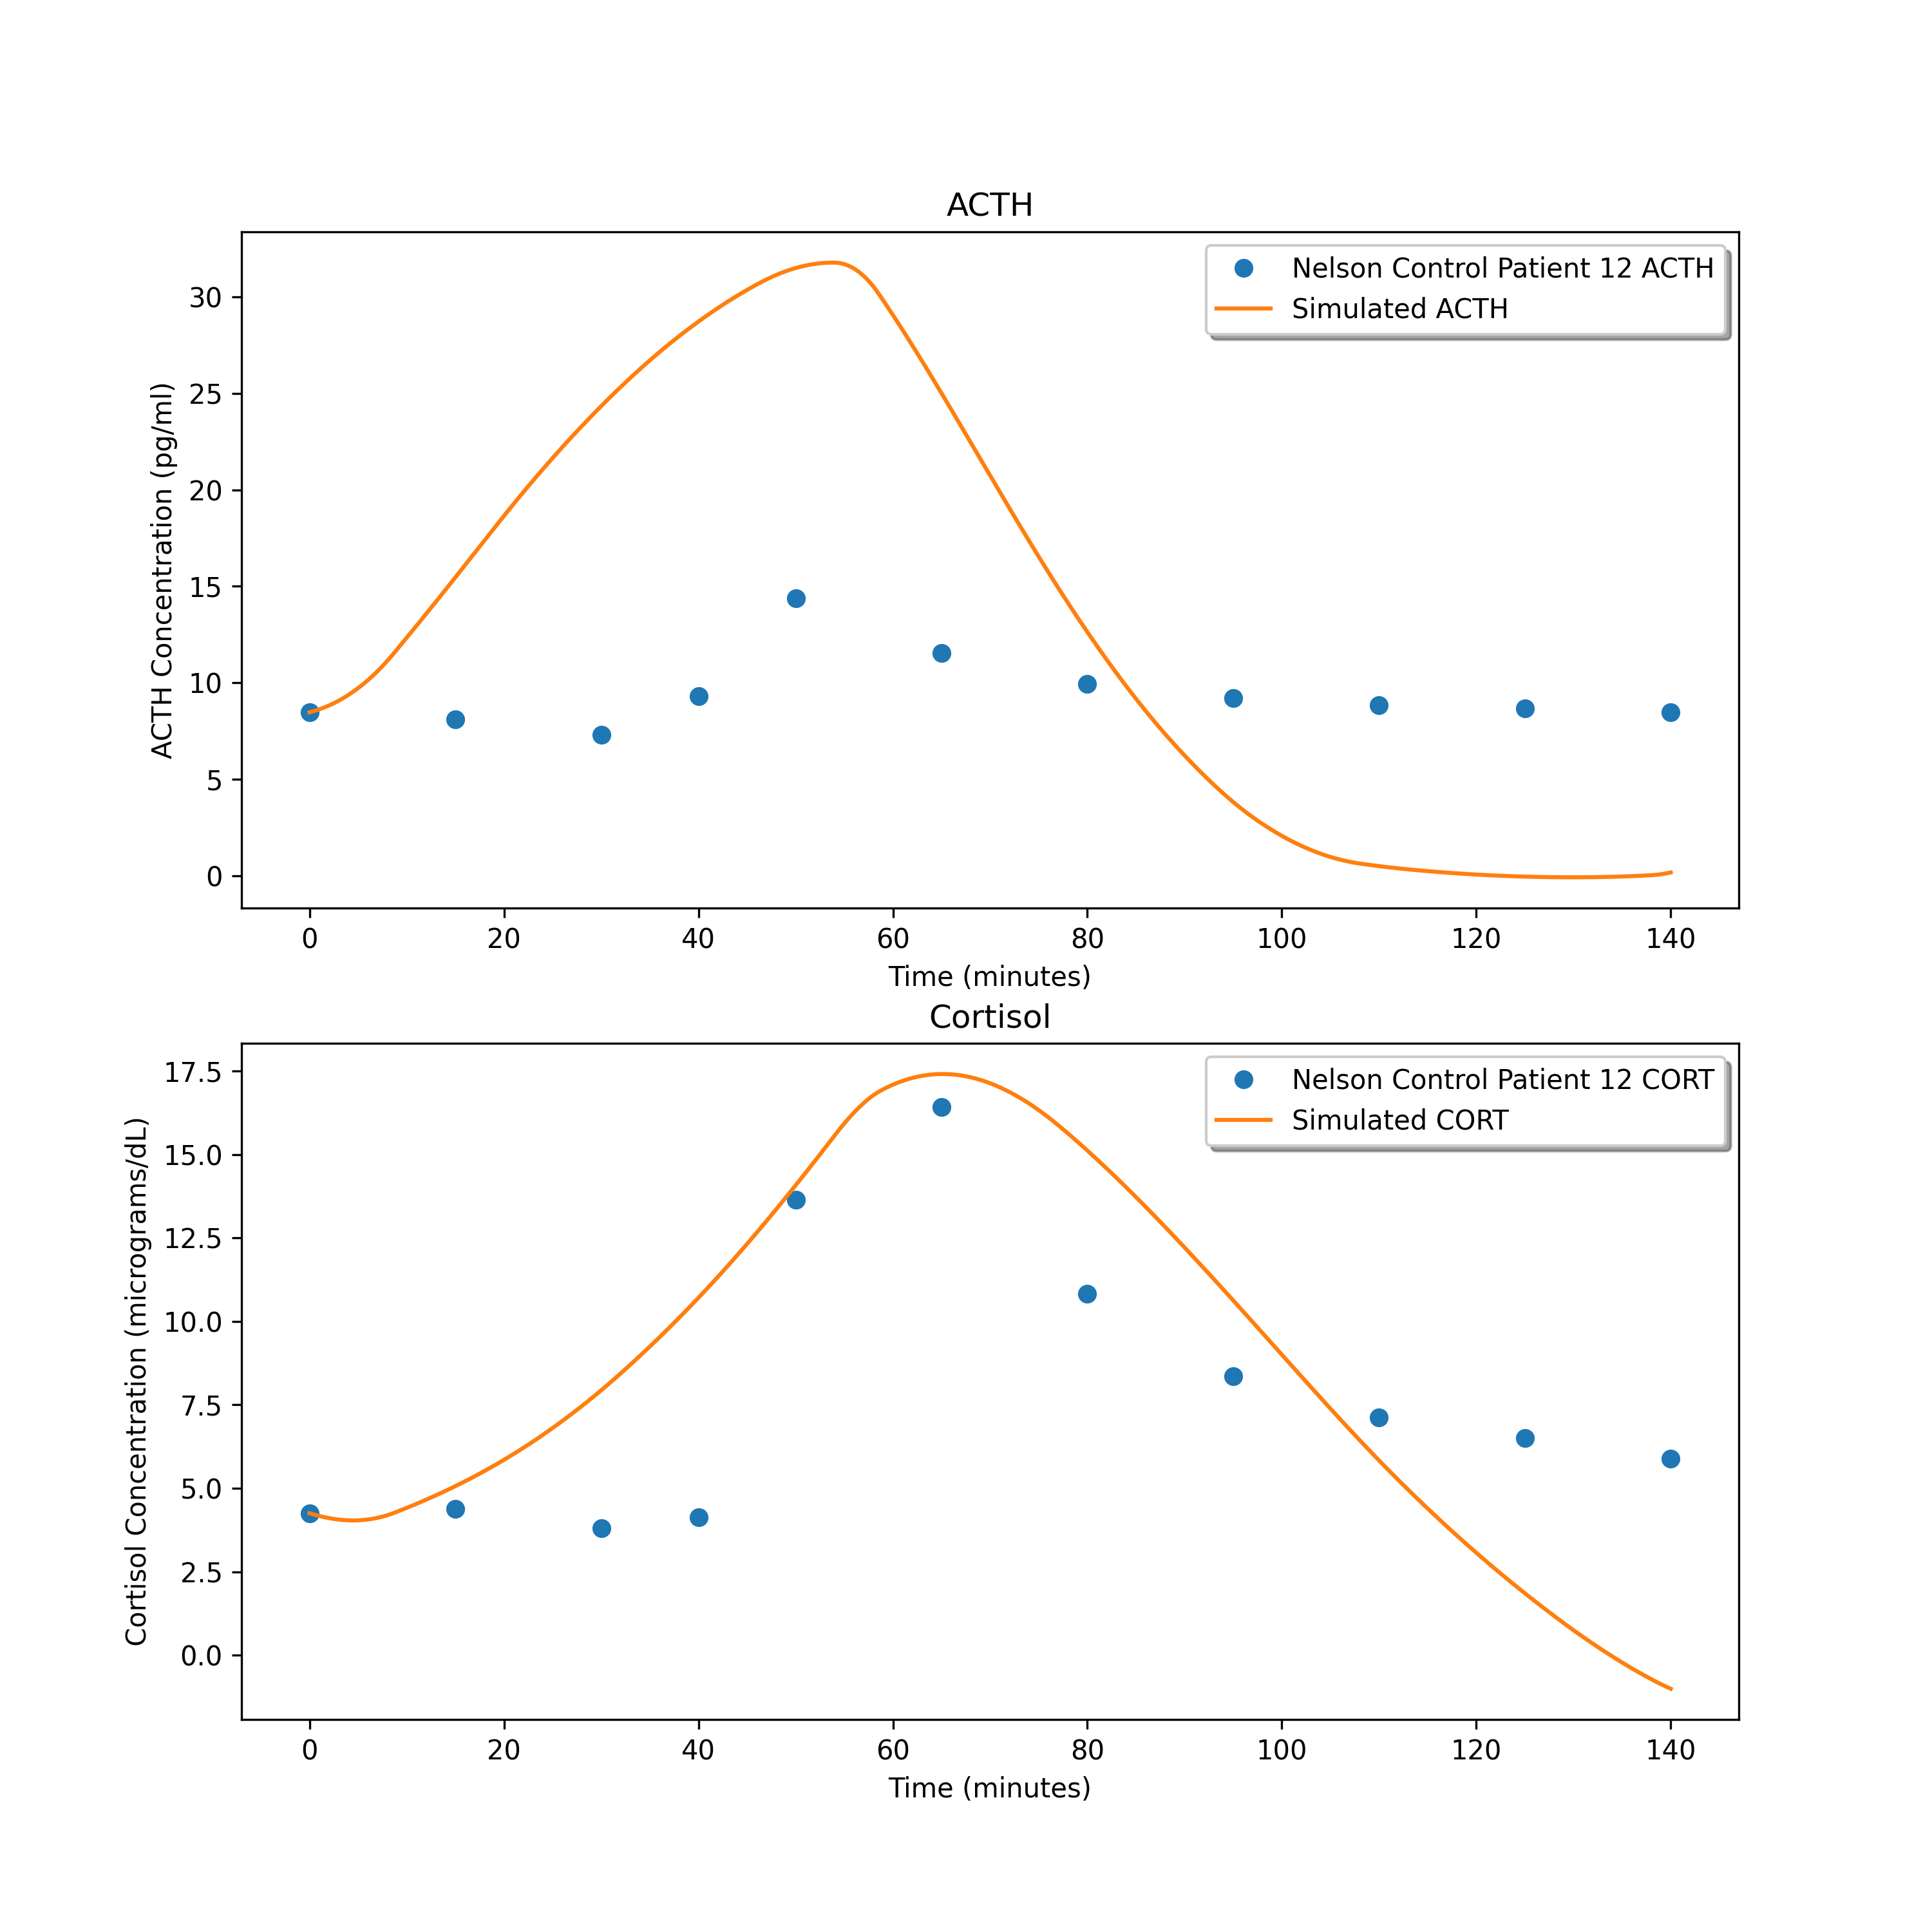 ACTH
Nelson Control Patient 12 ACTH
Simulated ACTH
ACTH Concentration (pg/ml)
30
25
20
15
10
5
0
0 20 40 60 80 100 120 140
Time (minutes)
Cortisol
Nelson Control Patient 12 CORT
Simulated CORT
Cortisol Concentration (micrograms/dL)
17.5
15.0
12.5
10.0
7.5
5.0
2.5
0.0
0 20 40 60 80 100 120 140
Time (minutes)